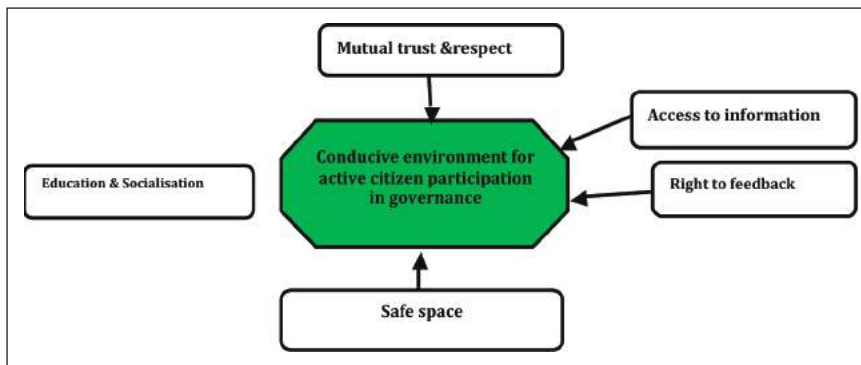 Mutual trust &respect
Access to information
Conducive environment for
active citizen participation
in governance
Education & Socialisation
Right to feedback
Safe space